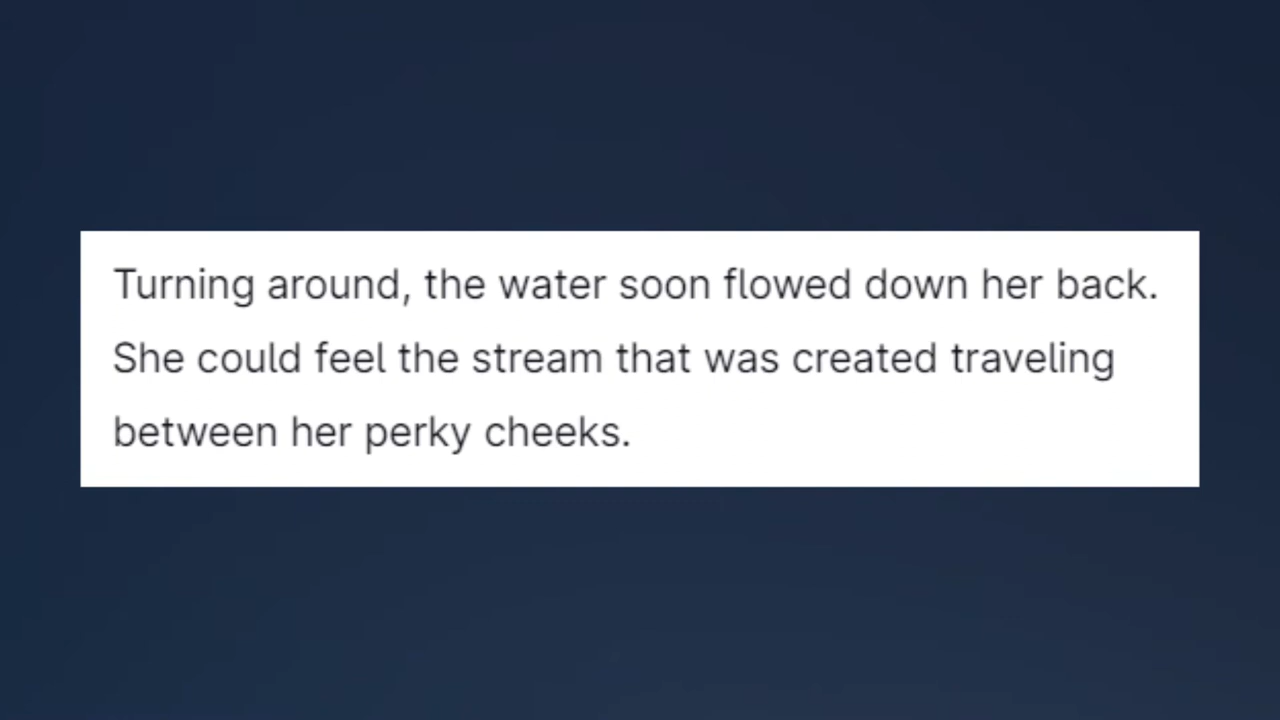 Turning around, the water soon flowed down her back.
She could feel the stream that was created traveling
between her perky cheeks.